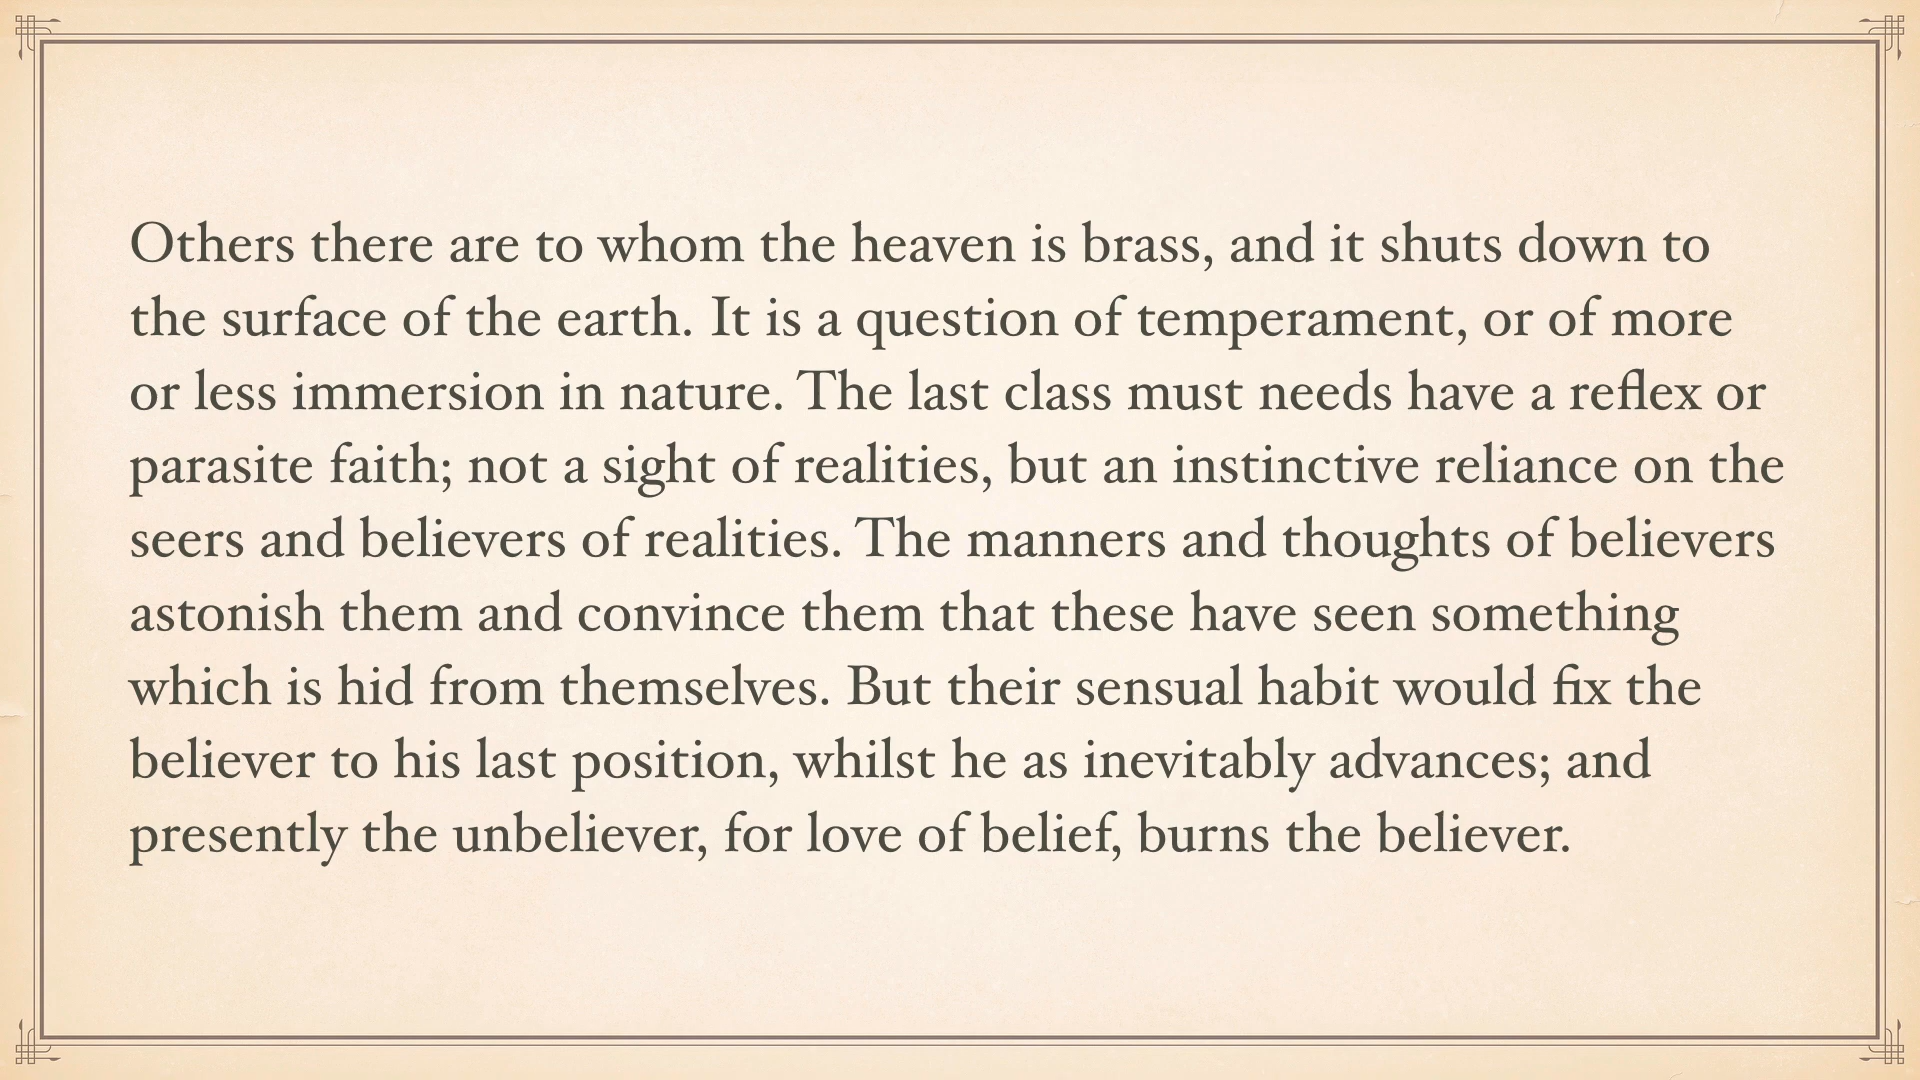 Others there are to whom the heaven is brass, and it shuts down to
the surface of the earth. It is a question of temperament, or of more
or less immersion in nature. The last class must needs have a reflex or
parasite faith; not a sight of realities, but an instinctive reliance on the
seers and believers of realities. The manners and thoughts of believers
astonish them and convince them that these have seen something
which is hid from themselves. But their sensual habit would fix the
believer to his last position, whilst he as inevitably advances; and
presently the unbeliever, for love of belief, burns the believer.